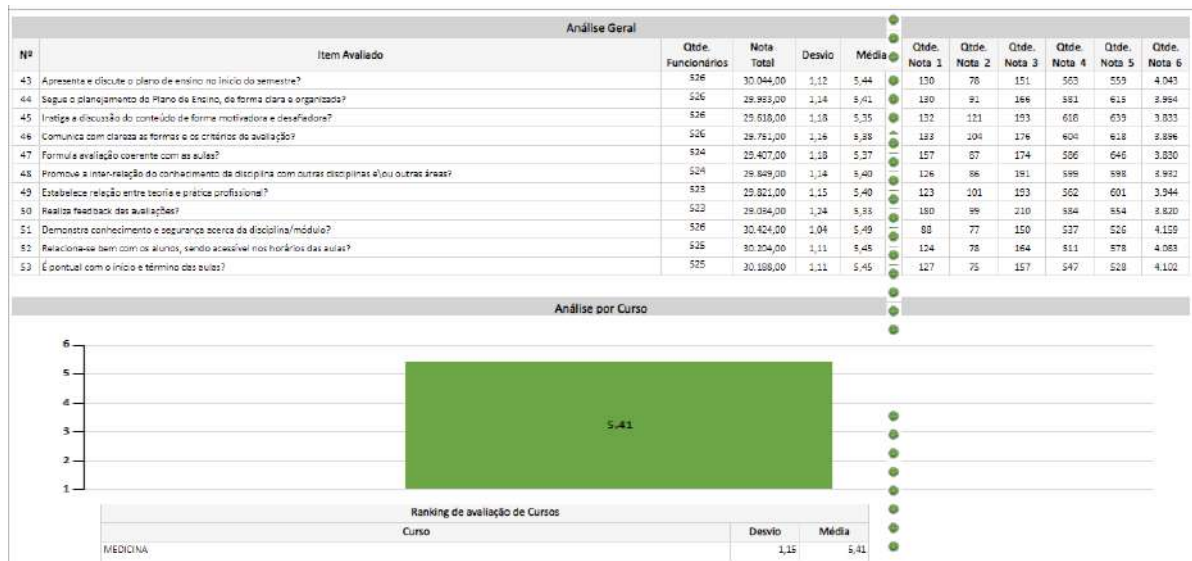 Análise Geral
Nº Item Avaliado Qtde. Funcionários Nota Total Desvio Média Qtde. Nota 1 Qtde. Nota 2 Qtde. Nota 3 Qtde. Nota 4 Qtde. Nota 5 Qtde. Nota 6
43 Apresenta e discute o plano de ensino no início do semestre? 526 30.044,00 1,12 5,44 130 78 151 563 559 4.043
44 Segue o planejamento do Plano de Ensino, de forma clara e organizada? 526 29.933,00 1,14 5,41 130 91 166 581 615 3.954
45 Instiga a discussão do conteúdo de forma motivadora e desafiadora? 526 29.618,00 1,18 5,35 132 121 193 618 639 3.833
46 Comunica com clareza as formas e os critérios de avaliação? 526 29.751,00 1,16 5,38 133 104 176 604 618 3.896
47 Formula avaliação coerente com as aulas? 524 29.407,00 1,18 5,37 157 87 174 586 646 3.830
48 Promove a inter-relação do conhecimento da disciplina com outras disciplinas e\ou outras áreas? 524 29.849,00 1,14 5,40 126 86 191 599 598 3.932
49 Estabelece relação entre teoria e prática profissional? 523 29.821,00 1,15 5,40 123 101 193 562 601 3.944
50 Realiza feedback das avaliações? 523 29.034,00 1,24 5,33 180 99 210 584 554 3.820
51 Demonstra conhecimento e segurança acerca da disciplina/módulo? 526 30.424,00 1,04 5,49 88 77 150 537 526 4.159
52 Relaciona-se bem com os alunos, sendo acessível nos horários das aulas? 525 30.204,00 1,11 5,45 124 78 164 511 578 4.083
53 É pontual com o início e término das aulas? 525 30.188,00 1,11 5,45 127 75 157 547 528 4.102
Análise por Curso
6
5
4
3
2
1
5.41
Ranking de avaliação de Cursos
Curso Desvio Média
MEDICINA 1,15 5,41